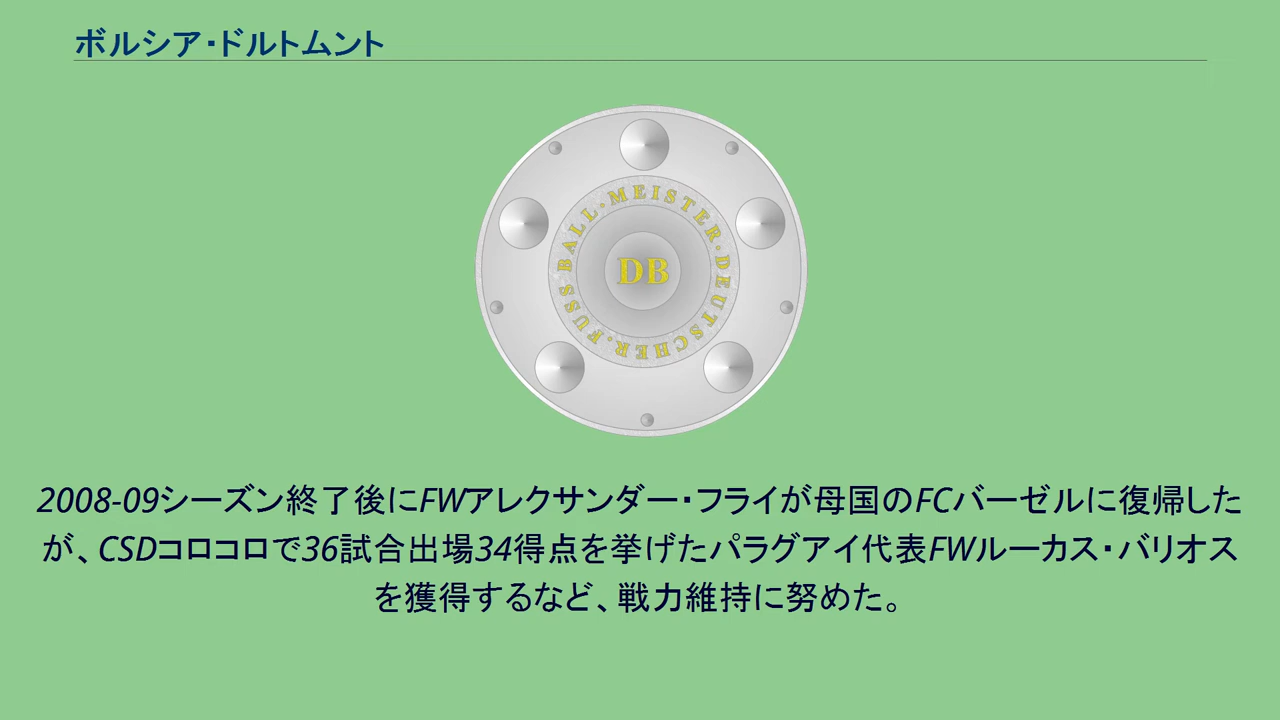 ボルシア・ドルトムント
MEISTER・DEUTSCHER・FUSSBALL・
DB
2008-09シーズン終了後にFWアレクサンダー・フライが母国のFCバーゼルに復帰した
が、CSDコロコロで36試合出場34得点を挙げたパラグアイ代表FWルーカス・バリオス
を獲得するなど、戦力維持に努めた。